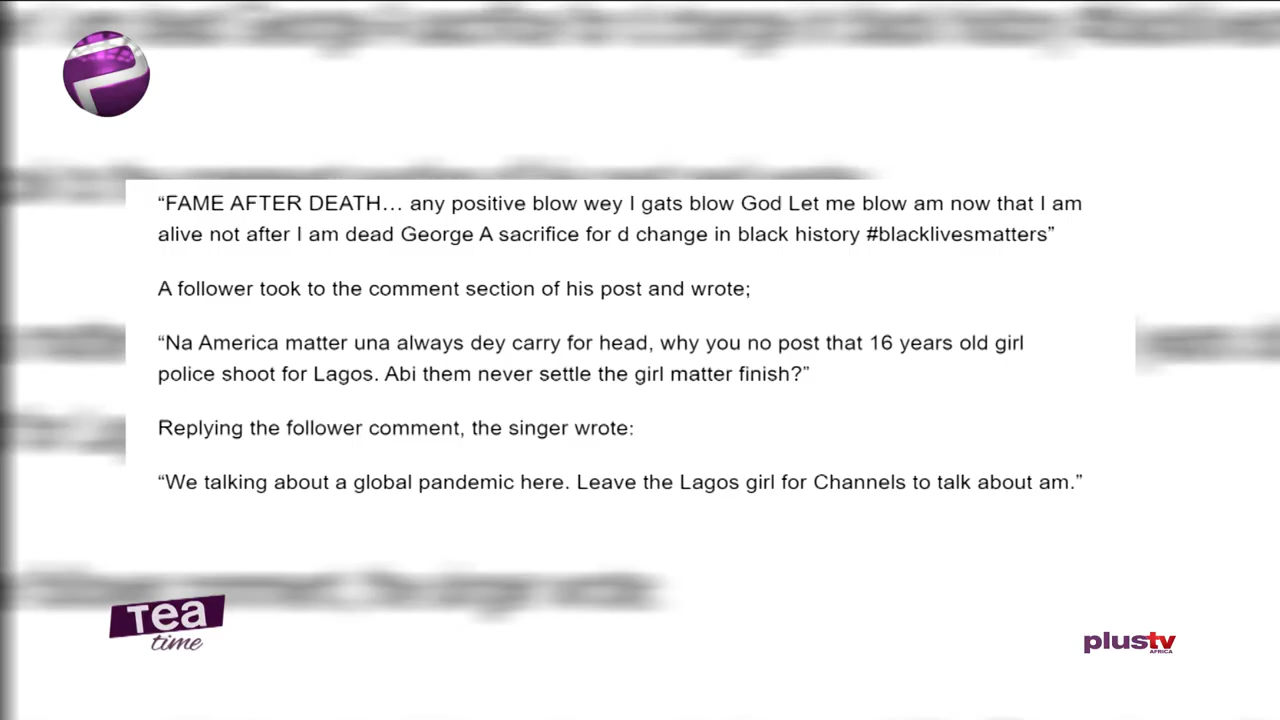 “FAME AFTER DEATH… any positive blow wey I gats blow God Let me blow am now that I am
alive not after I am dead George A sacrifice for d change in black history #blacklivesmatters”
A follower took to the comment section of his post and wrote;
“Na America matter una always dey carry for head, why you no post that 16 years old girl
police shoot for Lagos. Abi them never settle the girl matter finish?”
Replying the follower comment, the singer wrote:
“We talking about a global pandemic here. Leave the Lagos girl for Channels to talk about am.”
Tea
time
plustv
AFRICA